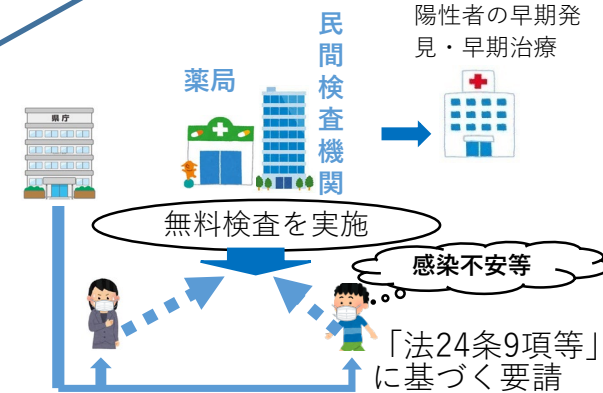 陽性者の早期発
見・早期治療
民間検査機関
薬局
県庁
無料検査を実施
感染不安等
「法24条9項等」
に基づく要請